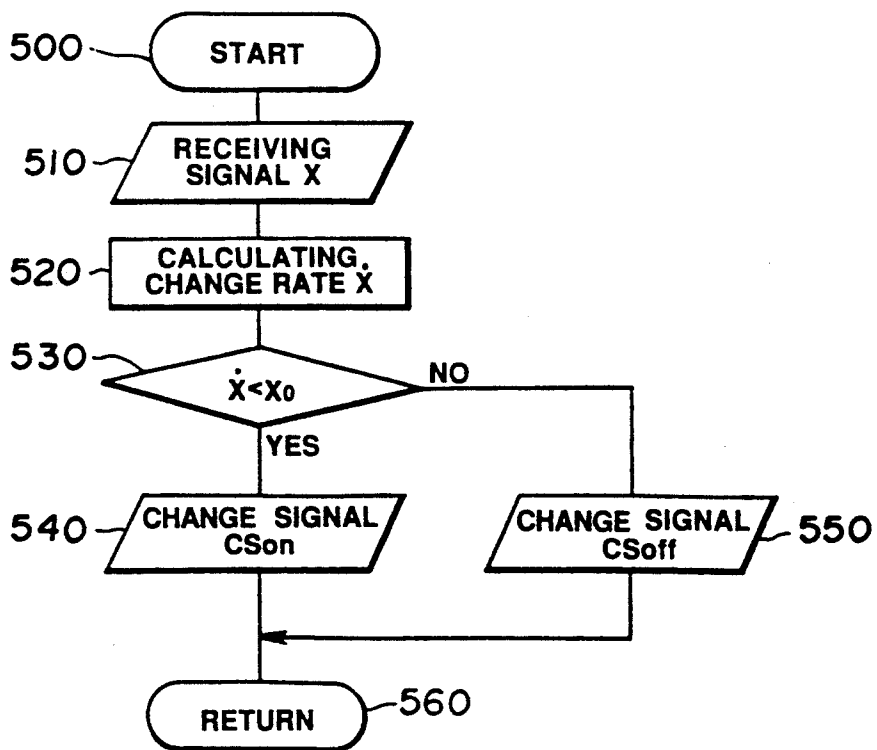 500
START
510
RECEIVING
SIGNAL X
520
CALCULATING
CHANGE RATE Ẋ
530
Ẋ<X₀
NO
YES
540
CHANGE SIGNAL
CSon
CHANGE SIGNAL
CSoff
550
RETURN
560